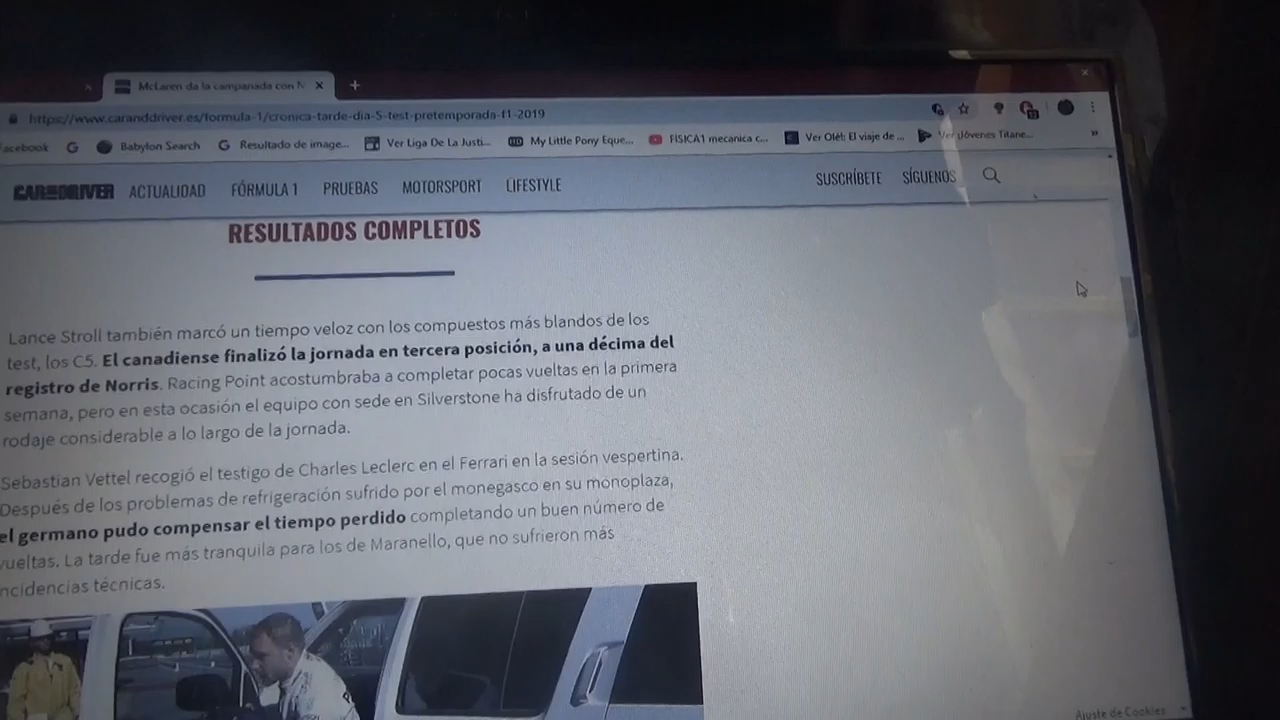 McLaren da la campanada con N
https://www.caranddriver.es/formula-1/cronica-tarde-dia-5-test-pretemporada-f1-2019
Facebook Babylon Search Resultado de image... Ver Liga De La Justi... My Little Pony Eque... FISICA1 mecanica c... Ver Olé: El viaje de ... Ver Jóvenes Titane... »
CAR AND DRIVER ACTUALIDAD FÓRMULA 1 PRUEBAS MOTORSPORT LIFESTYLE SUSCRÍBETE SÍGUENOS
RESULTADOS COMPLETOS
Lance Stroll también marcó un tiempo veloz con los compuestos más blandos de los
test, los C5. El canadiense finalizó la jornada en tercera posición, a una décima del
registro de Norris. Racing Point acostumbraba a completar pocas vueltas en la primera
semana, pero en esta ocasión el equipo con sede en Silverstone ha disfrutado de un
rodaje considerable a lo largo de la jornada.
Sebastian Vettel recogió el testigo de Charles Leclerc en el Ferrari en la sesión vespertina.
Después de los problemas de refrigeración sufrido por el monegasco en su monoplaza,
el germano pudo compensar el tiempo perdido completando un buen número de
vueltas. La tarde fue más tranquila para los de Maranello, que no sufrieron más
ncidencias técnicas.
Ajuste de Cookies